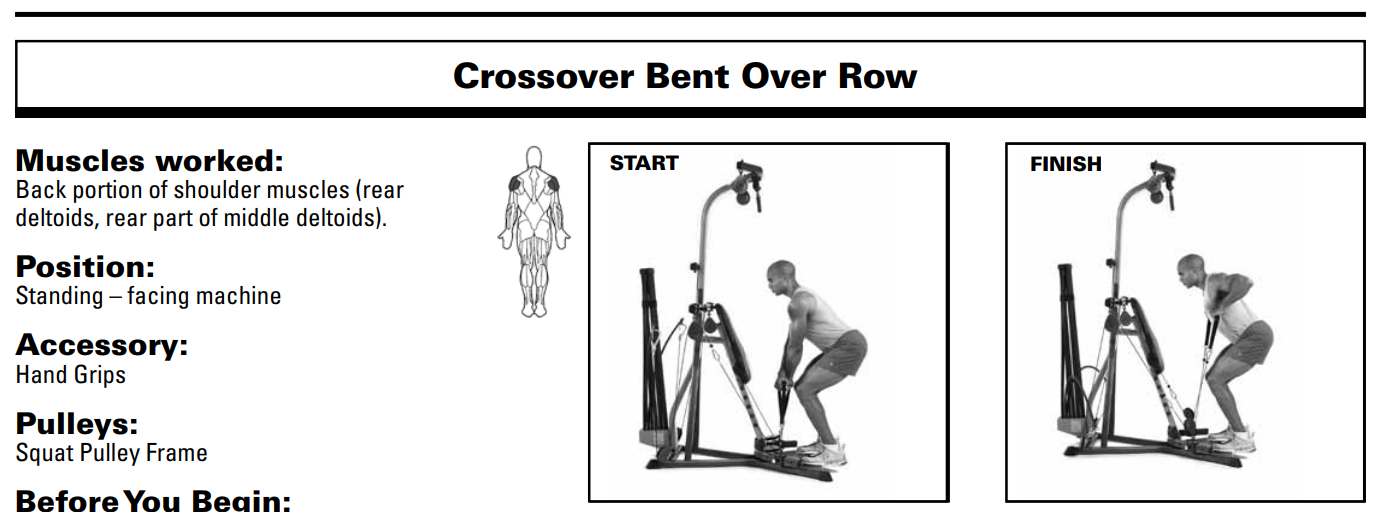 Crossover Bent Over Row
Muscles worked:
Back portion of shoulder muscles (rear
deltoids, rear part of middle deltoids).
Position:
Standing – facing machine
Accessory:
Hand Grips
Pulleys:
Squat Pulley Frame
Before You Begin:
START
FINISH